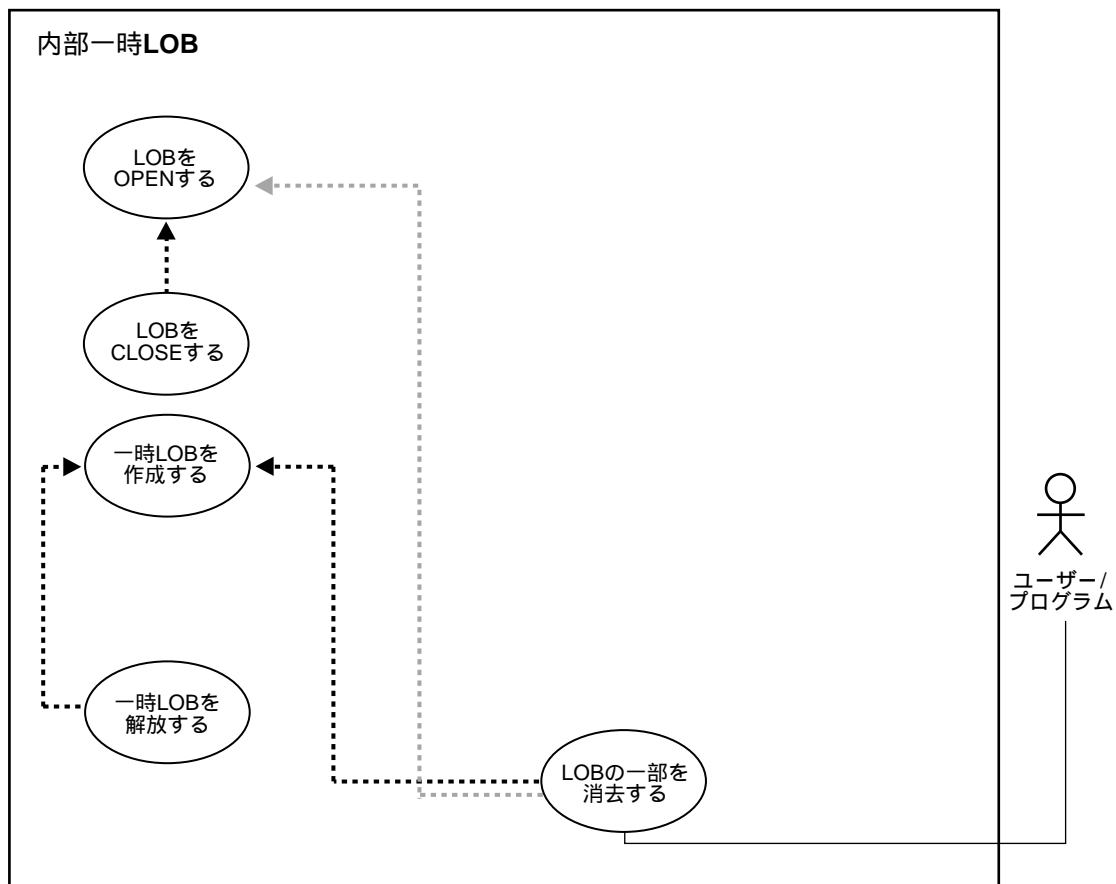 内部一時LOB
LOBを
OPENする
LOBを
CLOSEする
一時LOBを
作成する
ユーザー/
プログラム
一時LOBを
解放する
LOBの一部を
消去する